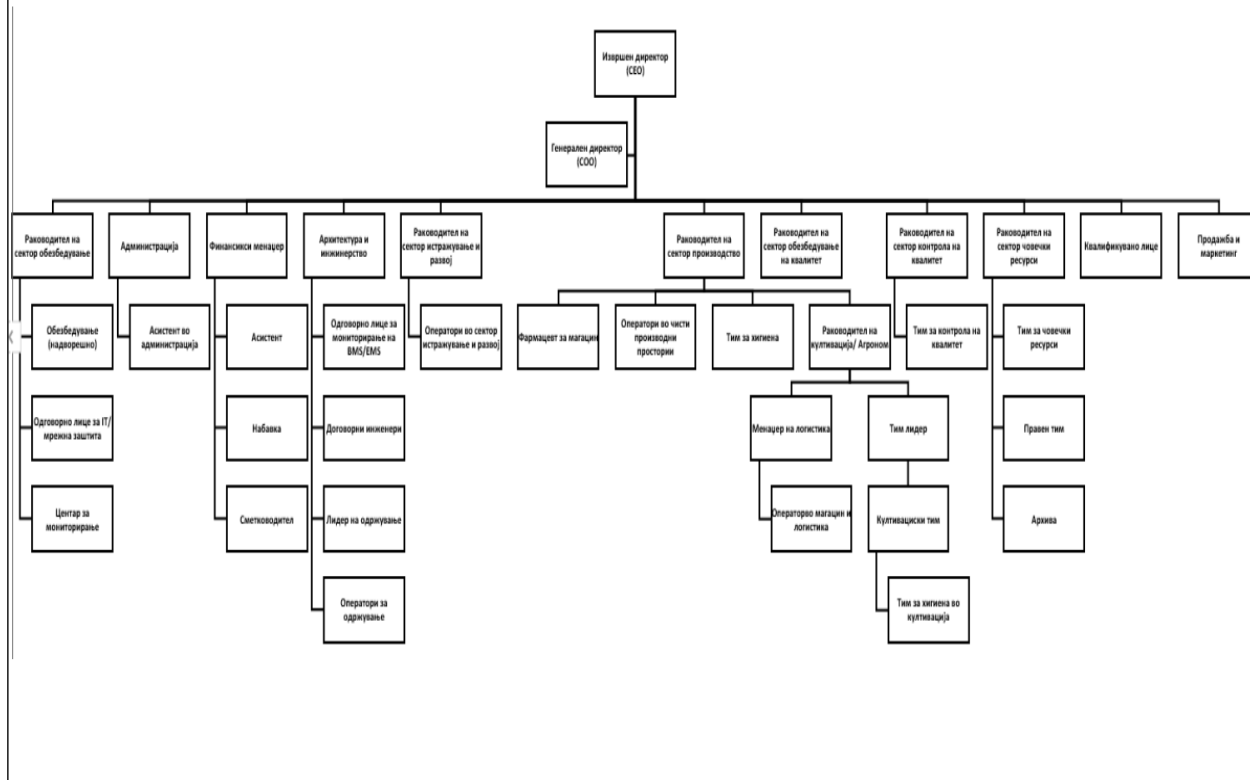 Извршен директор
(CEO)
Генерален директор
(COO)
Раководител на
сектор обезбедување
Администрација
Финансикси менаџер
Архитектура и
инжинерство
Раководител на
сектор истражување и
развој
Раководител на
сектор производство
Раководител на
сектор обезбедување
на квалитет
Раководител на
сектор контрола на
квалитет
Раководител на
сектор човечки
ресурси
Квалификувано лице
Продажба и
маркетинг
Обезбедување
(надворешно)
Асистент во
администрација
Асистент
Одговорно лице за
мониторирање на
BMS/EMS
Оператори во сектор
истражување и развој
Фармацевт за магацин
Оператори во чисти
производни
простории
Тим за хигиена
Раководител на
култивација/ Агроном
Тим за контрола на
квалитет
Тим за човечки
ресурси
Одговорно лице за IT/
мрежна заштита
Набавка
Договорни инженери
Менаџер на логистика
Тим лидер
Правен тим
Центар за
мониторирање
Сметководител
Лидер на одржување
Операторво магацин и
логистика
Култивациски тим
Архива
Оператори за
одржување
Тим за хигиена во
култивација